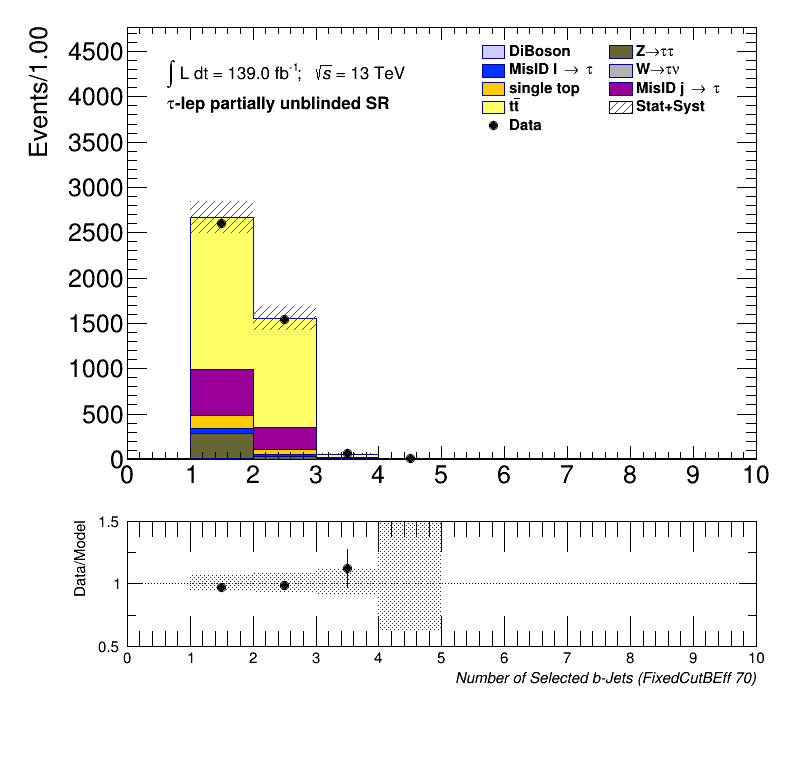 Events/1.00
4500
4000
3500
3000
2500
2000
1500
1000
500
0
∫ L dt = 139.0 fb⁻¹; √s = 13 TeV
τ-lep partially unblinded SR
DiBoson
MisID l → τ
single top
tt̄
Data
Z→ττ
W→τν
MisID j → τ
Stat+Syst
0 1 2 3 4 5 6 7 8 9 10
Data/Model
1.5
1
0.5
0 1 2 3 4 5 6 7 8 9 10
Number of Selected b-Jets (FixedCutBEff 70)